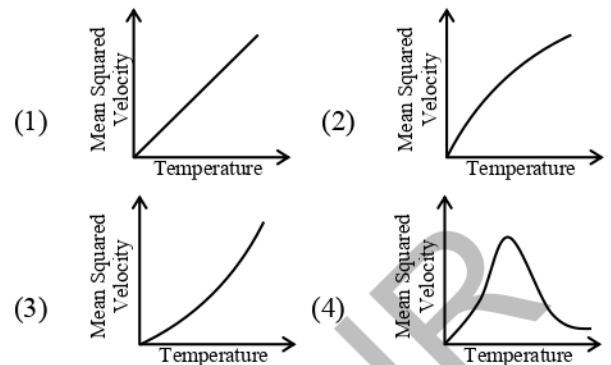 (1)
Mean Squared
Velocity
Temperature
(2)
Mean Squared
Velocity
Temperature
(3)
Mean Squared
Velocity
Temperature
(4)
Mean Squared
Velocity
Temperature
IR